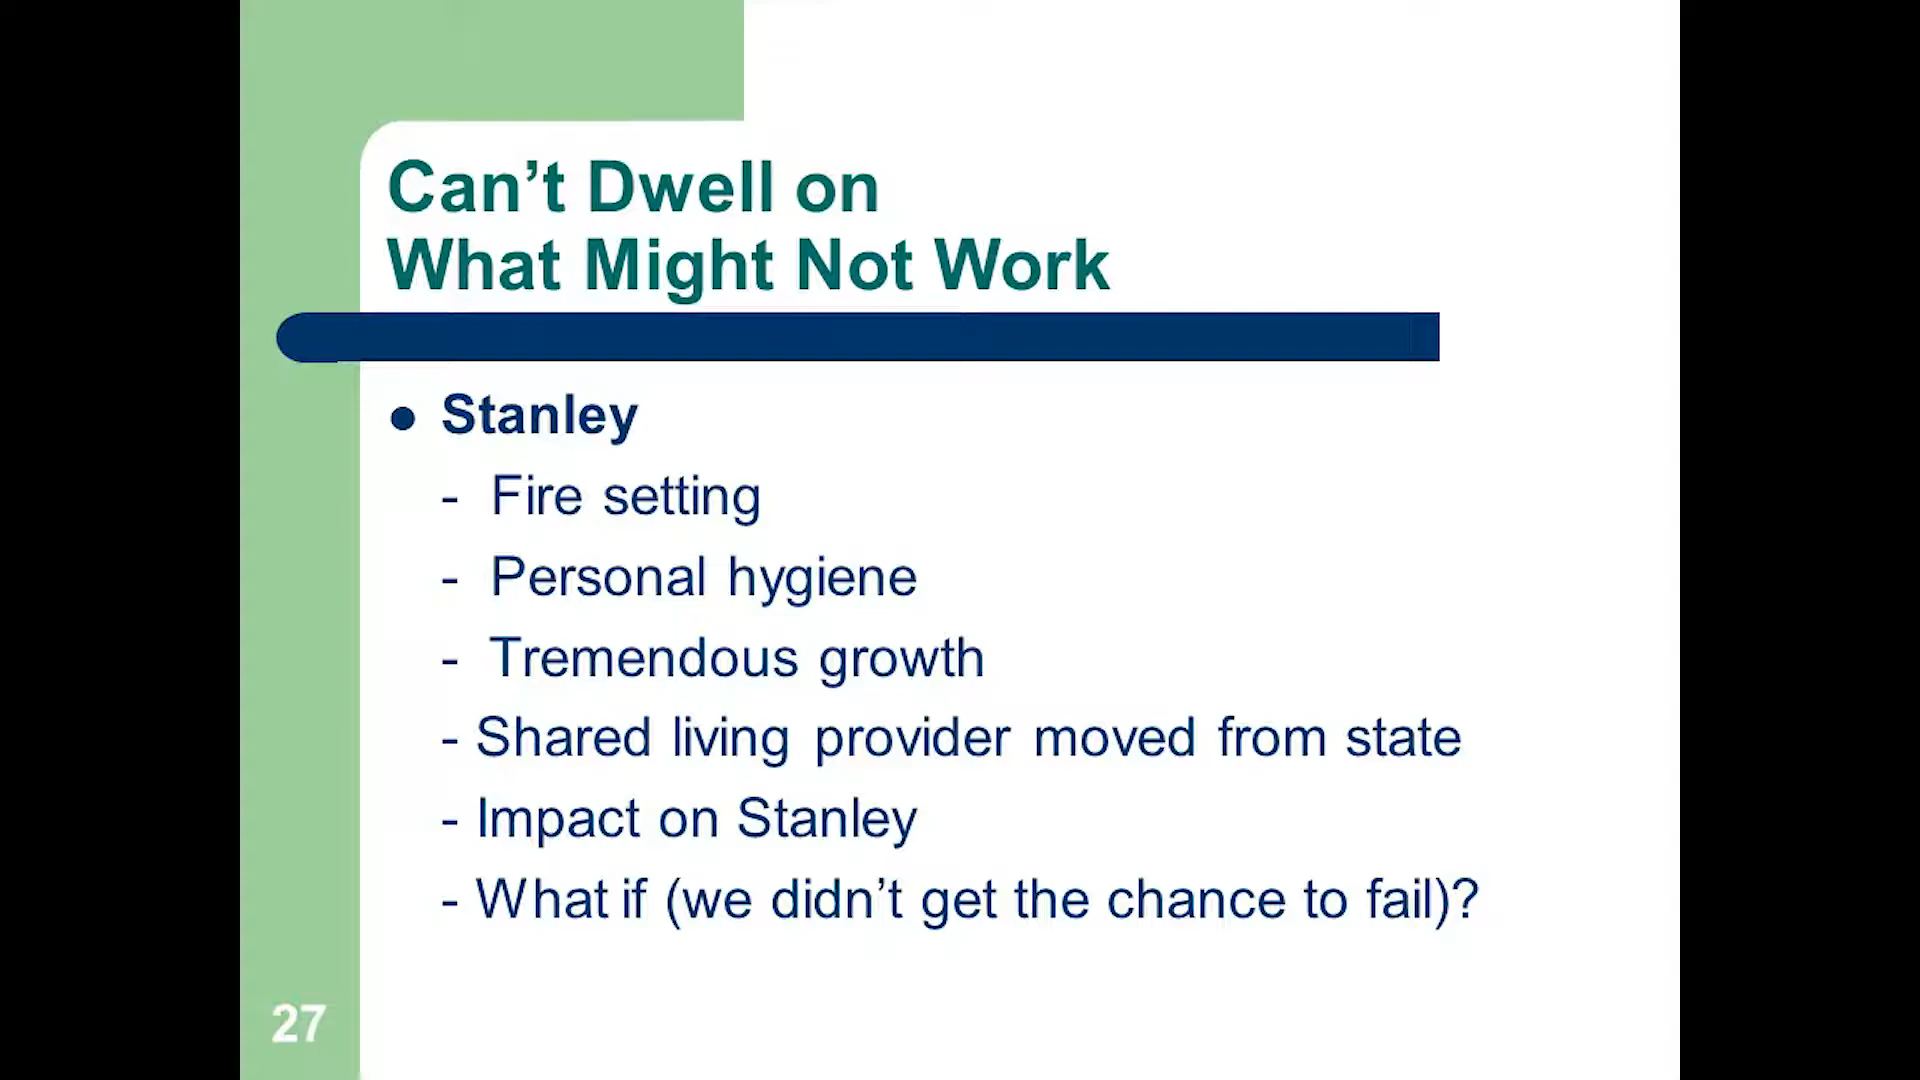 Can’t Dwell on
What Might Not Work
● Stanley
- Fire setting
- Personal hygiene
- Tremendous growth
- Shared living provider moved from state
- Impact on Stanley
- What if (we didn’t get the chance to fail)?
27